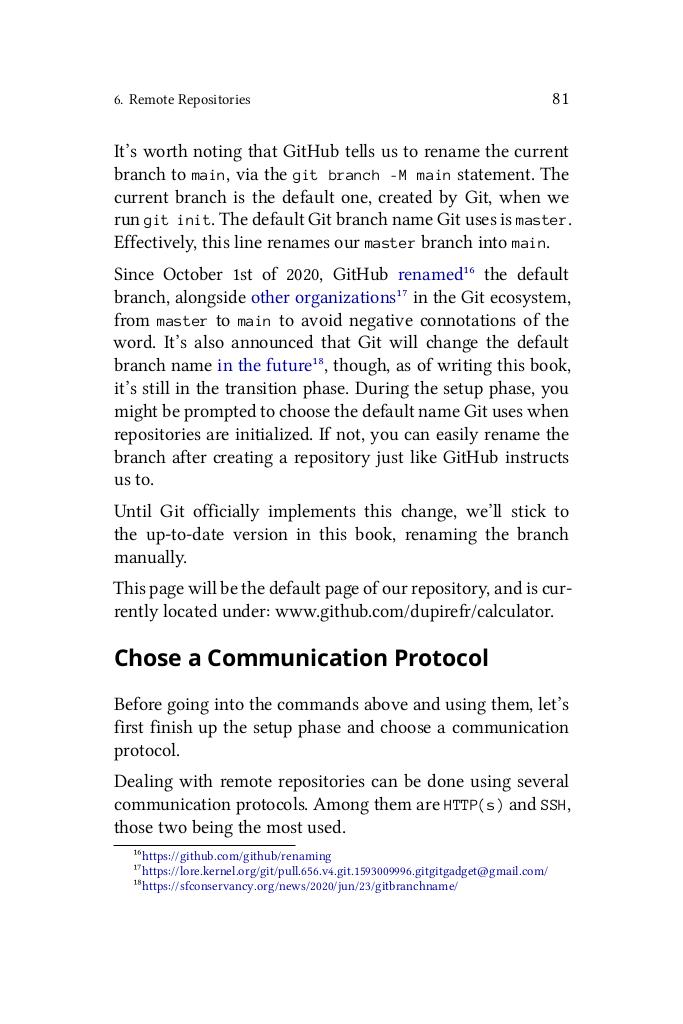 6. Remote Repositories 81
It’s worth noting that GitHub tells us to rename the current
branch to main, via the git branch -M main statement. The
current branch is the default one, created by Git, when we
run git init. The default Git branch name Git uses is master.
Effectively, this line renames our master branch into main.
Since October 1st of 2020, GitHub renamed¹⁶ the default
branch, alongside other organizations¹⁷ in the Git ecosystem,
from master to main to avoid negative connotations of the
word. It’s also announced that Git will change the default
branch name in the future¹⁸, though, as of writing this book,
it’s still in the transition phase. During the setup phase, you
might be prompted to choose the default name Git uses when
repositories are initialized. If not, you can easily rename the
branch after creating a repository just like GitHub instructs
us to.
Until Git officially implements this change, we’ll stick to
the up-to-date version in this book, renaming the branch
manually.
This page will be the default page of our repository, and is cur-
rently located under: www.github.com/dupirefr/calculator.
Chose a Communication Protocol
Before going into the commands above and using them, let’s
first finish up the setup phase and choose a communication
protocol.
Dealing with remote repositories can be done using several
communication protocols. Among them are HTTP(s) and SSH,
those two being the most used.
¹⁶https://github.com/github/renaming
¹⁷https://lore.kernel.org/git/pull.656.v4.git.1593009996.gitgitgadget@gmail.com/
¹⁸https://sfconservancy.org/news/2020/jun/23/gitbranchname/